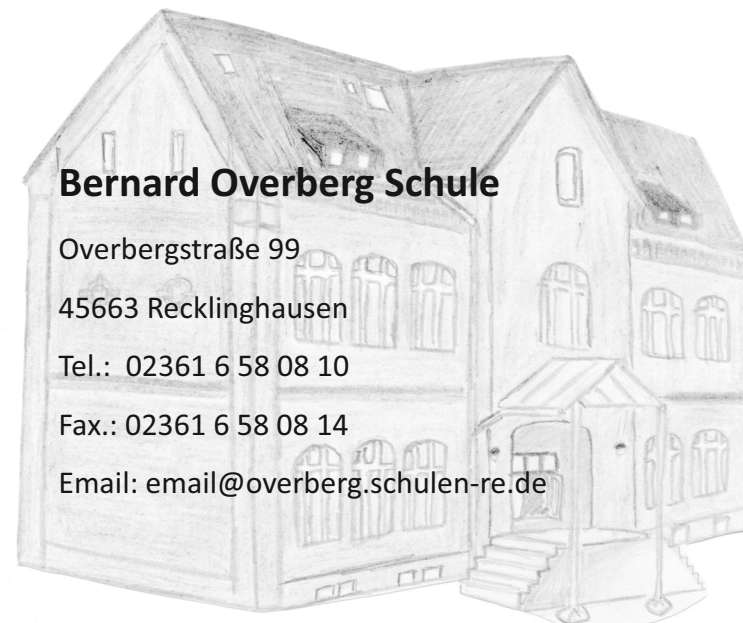 Bernard Overberg Schule
Overbergstraße 99
45663 Recklinghausen
Tel.: 02361 6 58 08 10
Fax.: 02361 6 58 08 14
Email: email@overberg.schulen-re.de